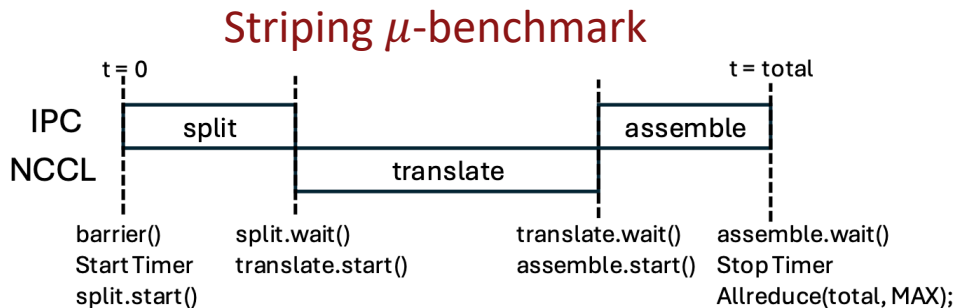 Striping μ-benchmark
t = 0
t = total
IPC
split
assemble
NCCL
translate
barrier()
Start Timer
split.start()
split.wait()
translate.start()
translate.wait()
assemble.start()
assemble.wait()
Stop Timer
Allreduce(total, MAX);